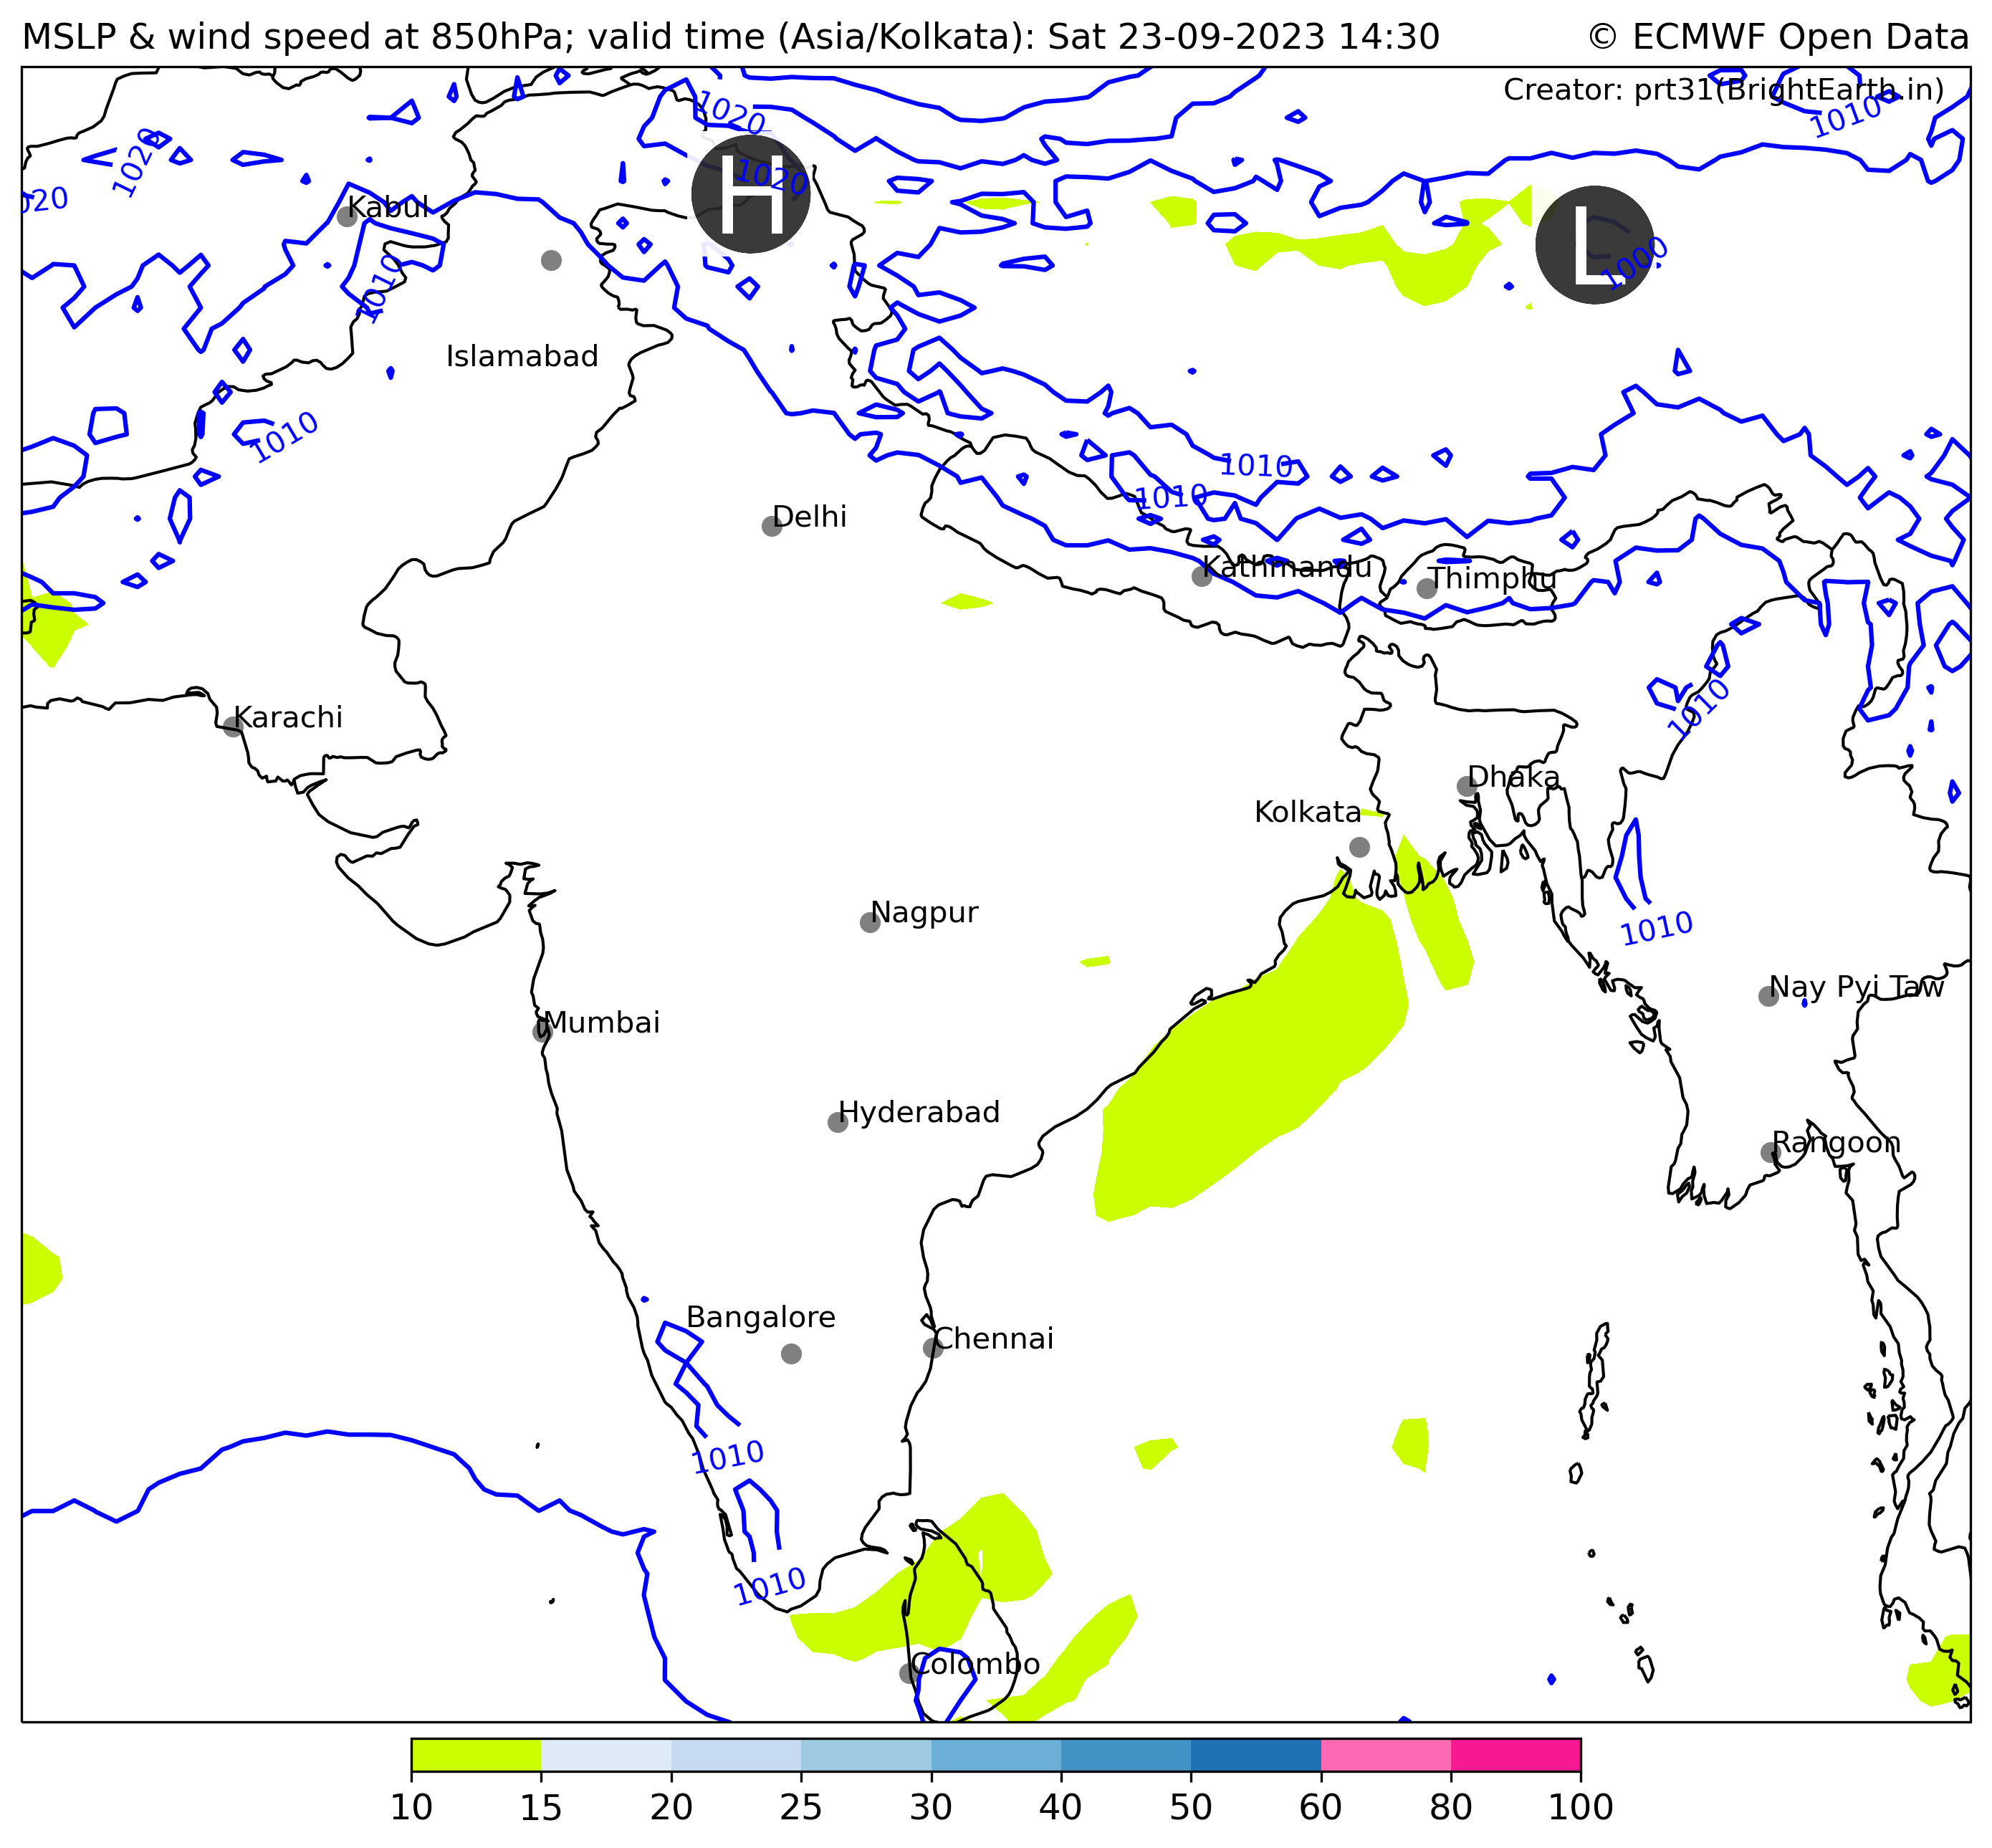 MSLP & wind speed at 850hPa; valid time (Asia/Kolkata): Sat 23-09-2023 14:30
© ECMWF Open Data
Creator: prt31(BrightEarth.in)
1020
1010
1020
H
1020
020
Kabul
L
1000
1010
Islamabad
1010
1010
1010
Delhi
Kathmandu
Thimphu
1010
Karachi
Dhaka
Kolkata
Nagpur
1010
Nay Pyi Taw
Mumbai
Hyderabad
Rangoon
Bangalore
Chennai
1010
1010
Colombo
10 15 20 25 30 40 50 60 80 100